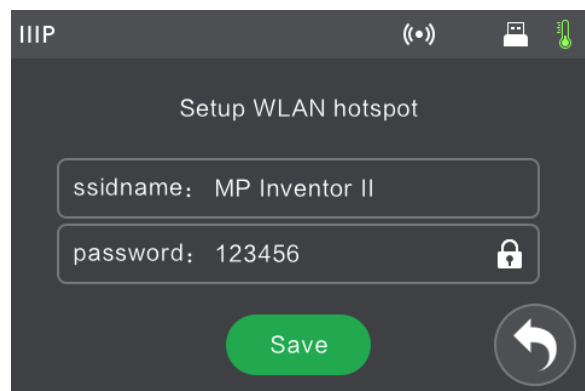 IIIP
Setup WLAN hotspot
ssidname: MP Inventor II
password: 123456
Save